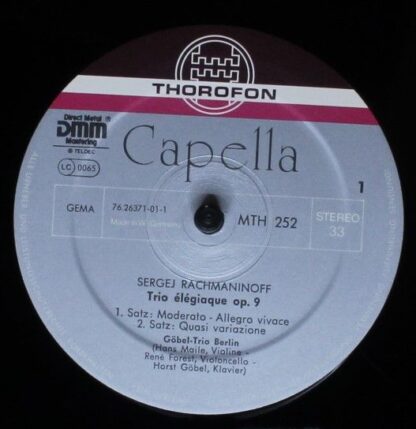 THOROFON
Direct Metal ®
DMM
Mastering
© TELDEC
Capella
LC 0065
1
GEMA
76.26371-01-1
Made in W.-Germany
MTH 252
STEREO
33
SERGEJ RACHMANINOFF
Trio élégiaque op. 9
1. Satz: Moderato - Allegro vivace
2. Satz: Quasi variazione
Göbel-Trio Berlin
(Hans Maile, Violine -
René Forest, Violoncello -
Horst Göbel, Klavier)